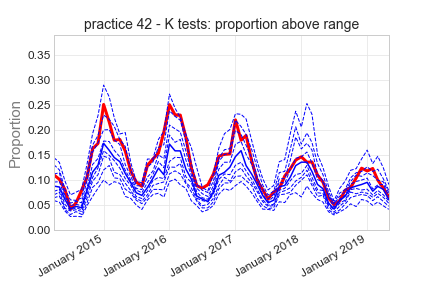 practice 42 - K tests: proportion above range
Proportion
0.35
0.30
0.25
0.20
0.15
0.10
0.05
0.00
January 2015
January 2016
January 2017
January 2018
January 2019